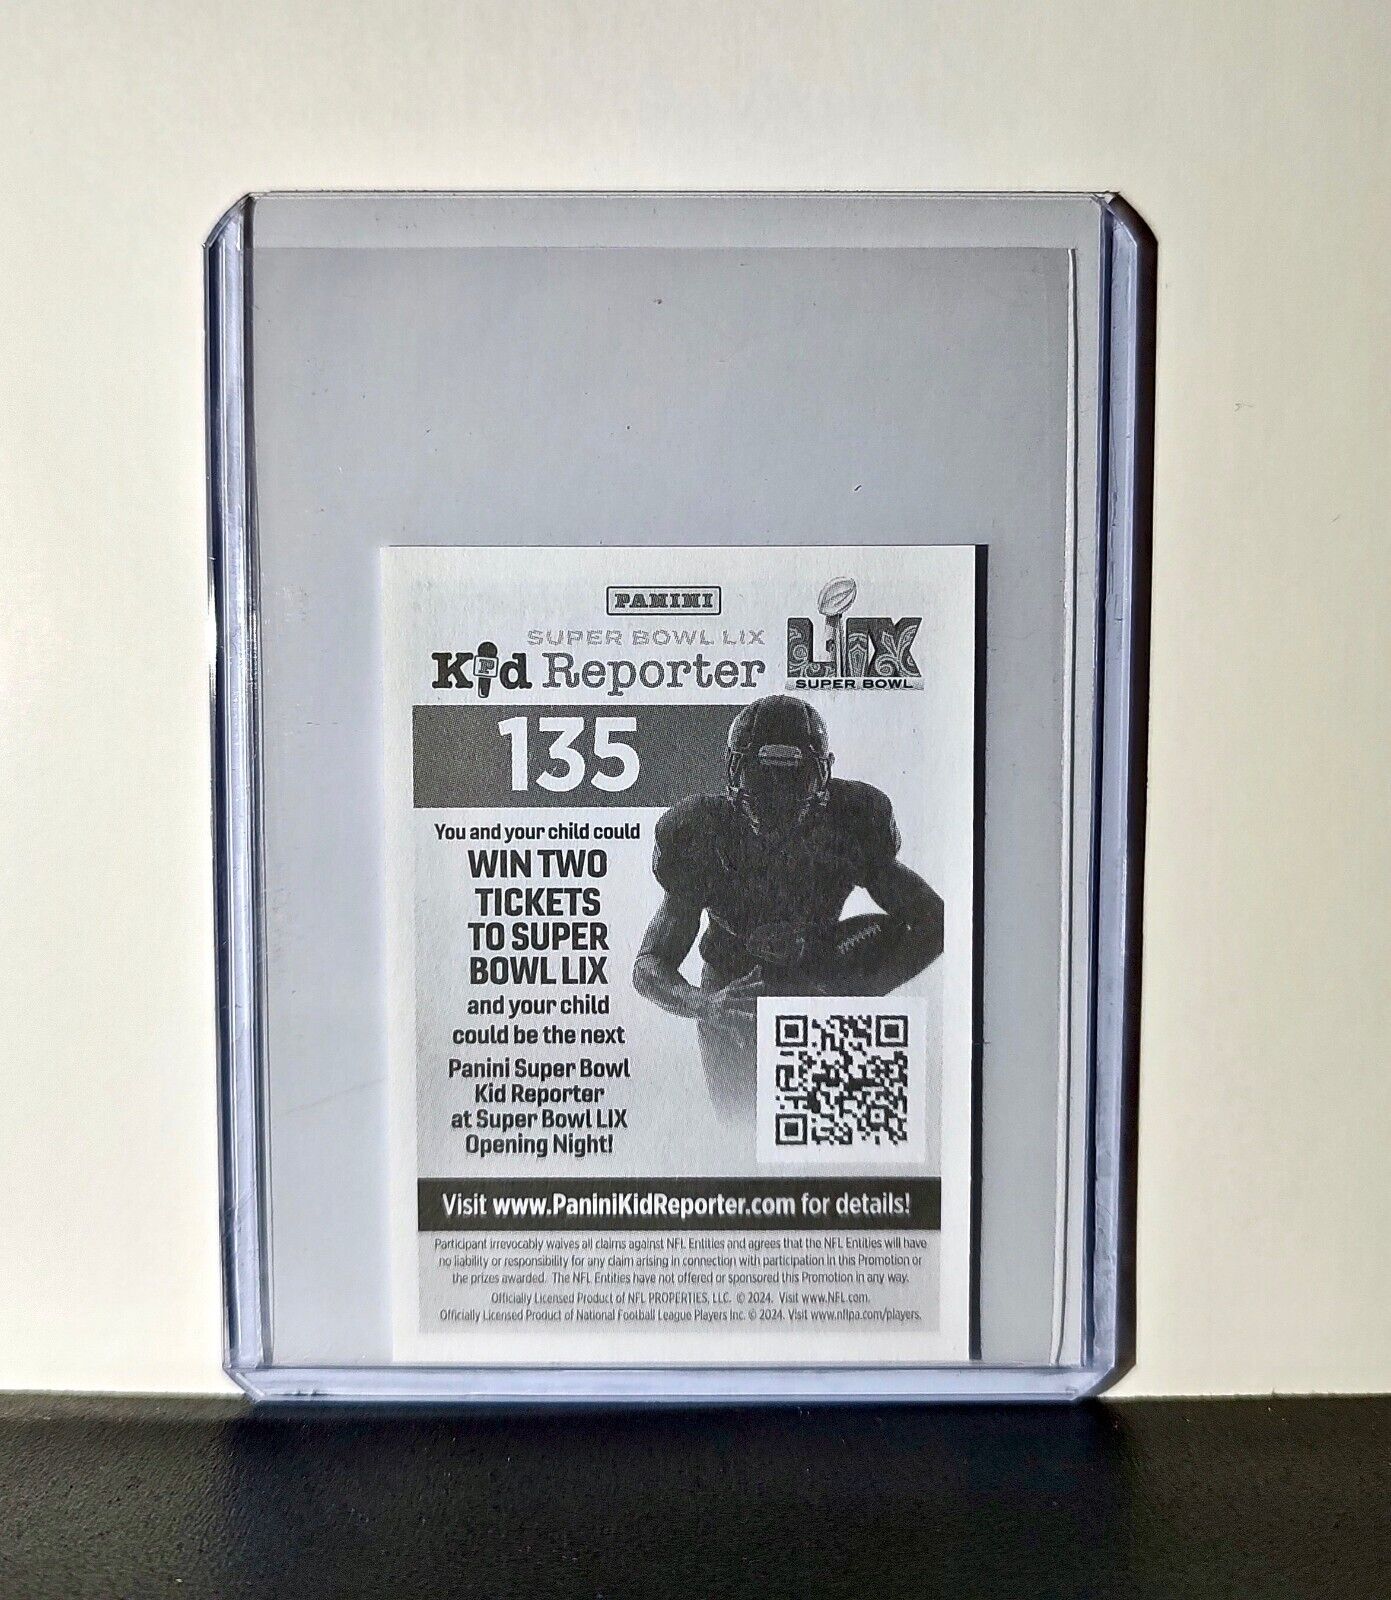 PANINI
SUPER BOWL LIX
Kid Reporter
LIX
SUPER BOWL
135
You and your child could
WIN TWO
TICKETS
TO SUPER
BOWL LIX
and your child
could be the next
Panini Super Bowl
Kid Reporter
at Super Bowl LIX
Opening Night!
Visit www.PaniniKidReporter.com for details!
Participant irrevocably waives all claims against NFL Entities and agrees that the NFL Entities will have
no liability or responsibility for any claim arising in connection with participation in this Promotion or
the prizes awarded. The NFL Entities have not offered or sponsored this Promotion in any way.
Officially Licensed Product of NFL PROPERTIES, LLC. © 2024. Visit www.NFL.com.
Officially Licensed Product of National Football League Players Inc. © 2024. Visit www.nflpa.com/players.